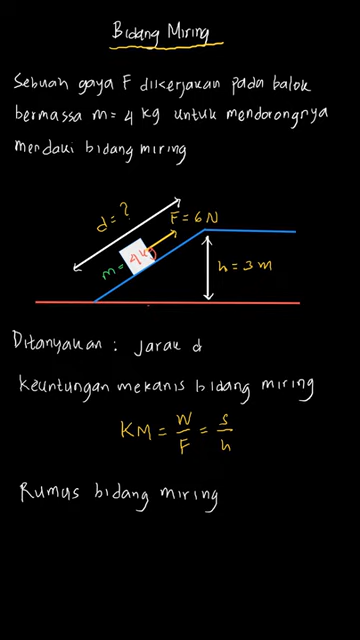 Bidang Miring
Sebuah gaya F dikerjakan pada balok
bermassa m = 4 kg untuk mendorongnya
mendaki bidang miring
d = ?
F = 6 N
m = 4 kg
h = 3 m
Ditanyakan : Jarak d
Keuntungan mekanis bidang miring
KM = W/F = s/h
Rumus bidang miring